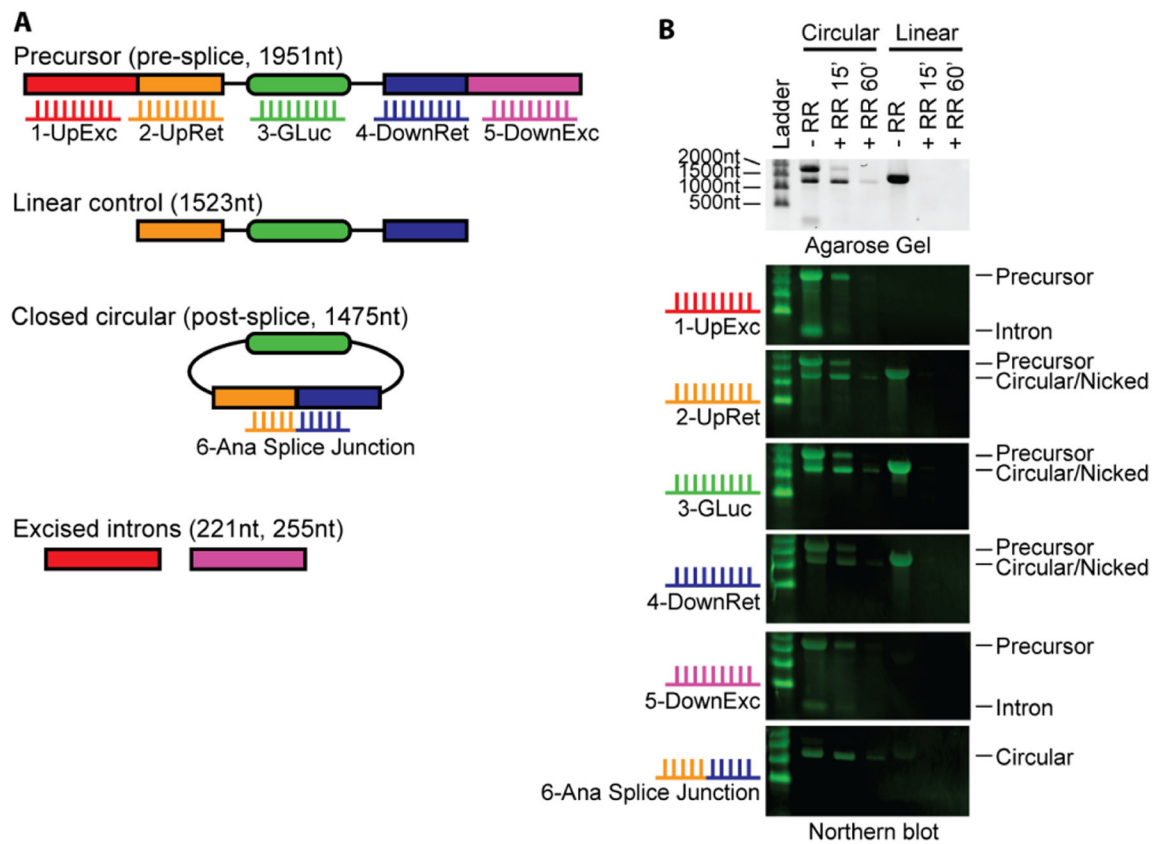 A
Precursor (pre-splice, 1951nt)
1-UpExc 2-UpRet 3-GLuc 4-DownRet 5-DownExc
Linear control (1523nt)
Closed circular (post-splice, 1475nt)
6-Ana Splice Junction
Excised introns (221nt, 255nt)
B
Circular Linear
Ladder
- RR
+ RR 15'
+ RR 60'
- RR
+ RR 15'
+ RR 60'
2000nt
1500nt
1000nt
500nt
Agarose Gel
1-UpExc
Precursor
Intron
2-UpRet
Precursor
Circular/Nicked
3-GLuc
Precursor
Circular/Nicked
4-DownRet
Precursor
Circular/Nicked
5-DownExc
Precursor
Intron
6-Ana Splice Junction
Circular
Northern blot